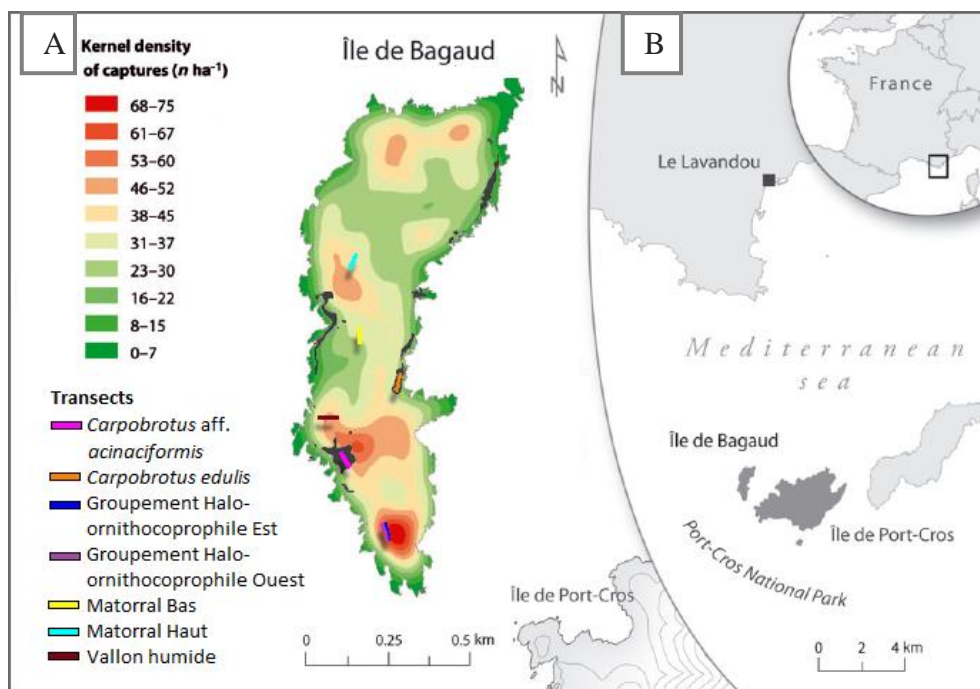 A
Kernel density
of captures (n ha⁻¹)
68–75
61–67
53–60
46–52
38–45
31–37
23–30
16–22
8–15
0–7
Transects
Carpobrotus aff.
acinaciformis
Carpobrotus edulis
Groupement Halo-
ornithocoprophile Est
Groupement Halo-
ornithocoprophile Ouest
Matorral Bas
Matorral Haut
Vallon humide
Île de Bagaud
N
0 0.25 0.5 km
Île de Port-Cros
B
France
Le Lavandou
Mediterranean
sea
Île de Bagaud
Île de Port-Cros
Port-Cros National Park
0 4 km